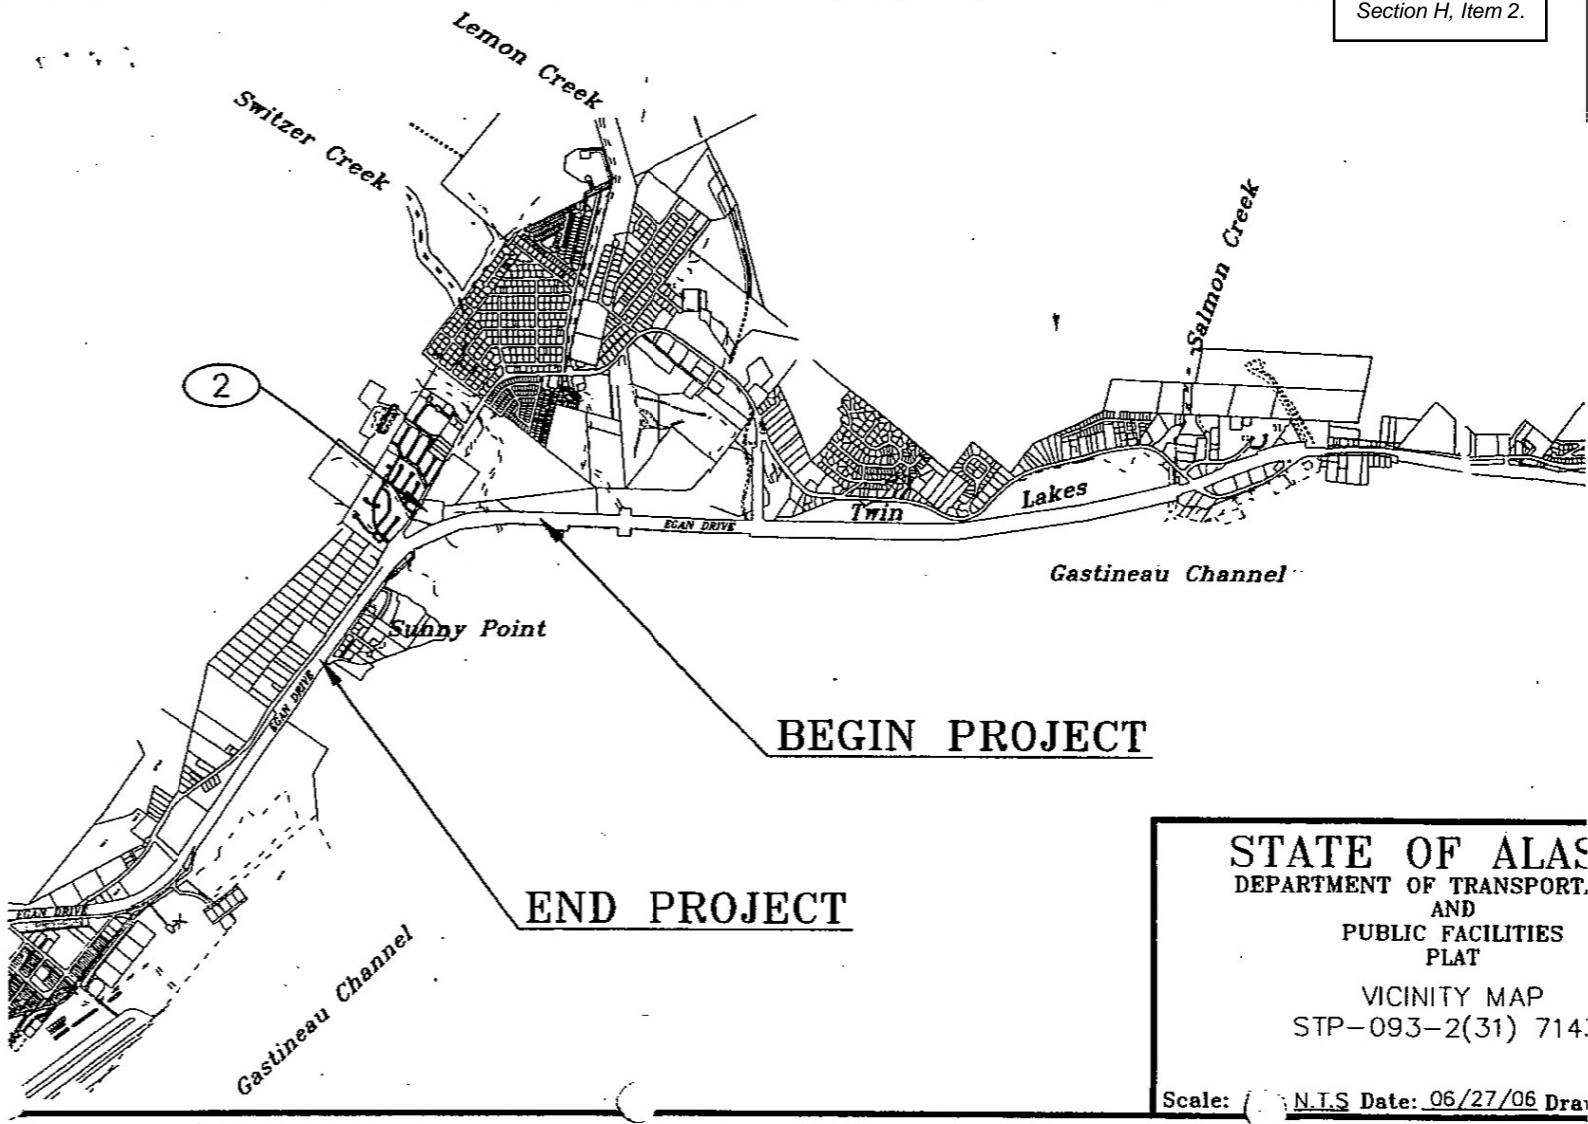 Section H, Item 2.
Lemon Creek
Switzer Creek
Salmon Creek
2
Lakes
Twin
EGAN DRIVE
Gastineau Channel
Sunny Point
EGAN DRIVE
BEGIN PROJECT
END PROJECT
EGAN DRIVE
Gastineau Channel
STATE OF ALAS
DEPARTMENT OF TRANSPORT
AND
PUBLIC FACILITIES
PLAT
VICINITY MAP
STP-093-2(31) 714
Scale: N.T.S Date: 06/27/06 Dra